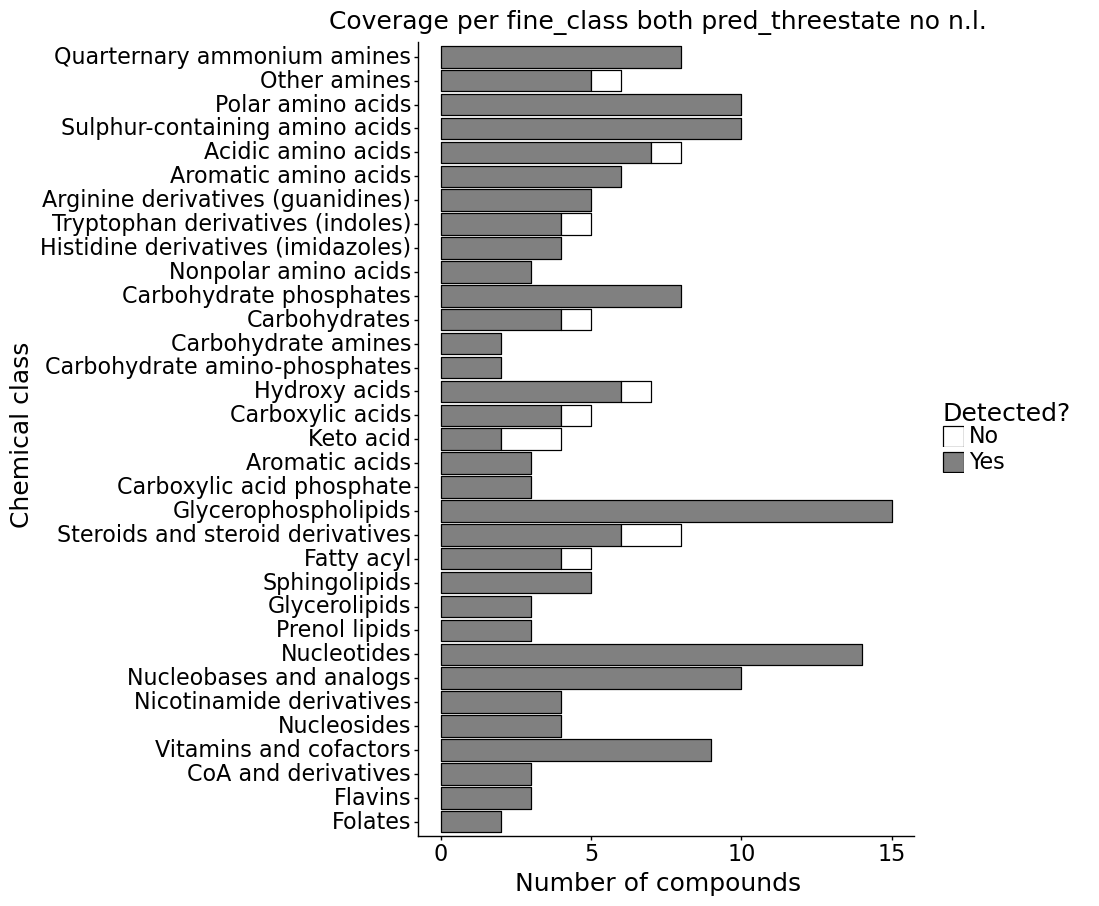 Coverage per fine_class both pred_threestate no n.l.
Quarternary ammonium amines
Other amines
Polar amino acids
Sulphur-containing amino acids
Acidic amino acids
Aromatic amino acids
Arginine derivatives (guanidines)
Tryptophan derivatives (indoles)
Histidine derivatives (imidazoles)
Nonpolar amino acids
Carbohydrate phosphates
Carbohydrates
Carbohydrate amines
Carbohydrate amino-phosphates
Hydroxy acids
Carboxylic acids
Keto acid
Aromatic acids
Carboxylic acid phosphate
Glycerophospholipids
Steroids and steroid derivatives
Fatty acyl
Sphingolipids
Glycerolipids
Prenol lipids
Nucleotides
Nucleobases and analogs
Nicotinamide derivatives
Nucleosides
Vitamins and cofactors
CoA and derivatives
Flavins
Folates
Chemical class
0 5 10 15
Number of compounds
Detected?
No
Yes